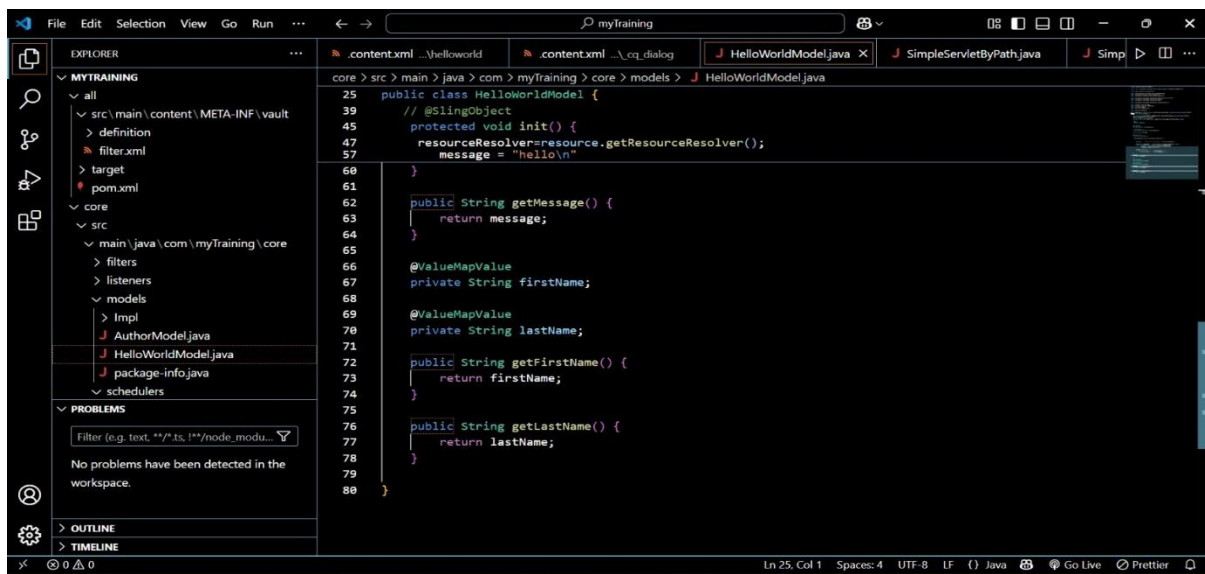 File Edit Selection View Go Run ···
myTraining
EXPLORER ···
MYTRAINING
all
src\main\content\META-INF\vault
definition
filter.xml
target
pom.xml
core
src
main\java\com\myTraining\core
filters
listeners
models
Impl
J AuthorModel.java
J HelloWorldModel.java
J package-info.java
schedulers
PROBLEMS
Filter (e.g. text, **/*.ts, !**/node_modu...
No problems have been detected in the
workspace.
OUTLINE
TIMELINE
.content.xml ...\helloworld
.content.xml ...\_cq_dialog
J HelloWorldModel.java
J SimpleServletByPath.java
J Simp
core > src > main > java > com > myTraining > core > models > J HelloWorldModel.java
25 public class HelloWorldModel {
39 // @SlingObject
45 protected void init() {
47 resourceResolver=resource.getResourceResolver();
57 message = "hello\n"
60 }
61
62 public String getMessage() {
63 return message;
64 }
65
66 @ValueMapValue
67 private String firstName;
68
69 @ValueMapValue
70 private String lastName;
71
72 public String getFirstName() {
73 return firstName;
74 }
75
76 public String getLastName() {
77 return lastName;
78 }
79
80 }
0 0
Ln 25, Col 1 Spaces: 4 UTF-8 LF {} Java Go Live Prettier